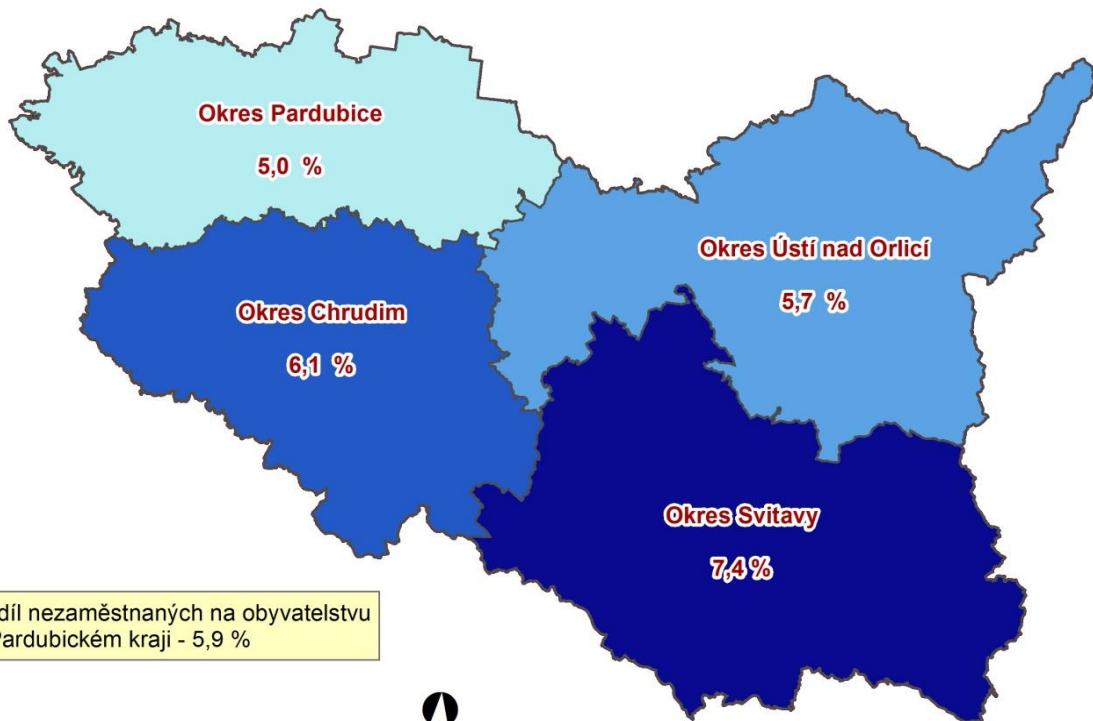 Okres Pardubice
5,0 %
Okres Ústí nad Orlicí
5,7 %
Okres Chrudim
6,1 %
Okres Svitavy
7,4 %
díl nezaměstnaných na obyvatelstvu
Pardubickém kraji - 5,9 %